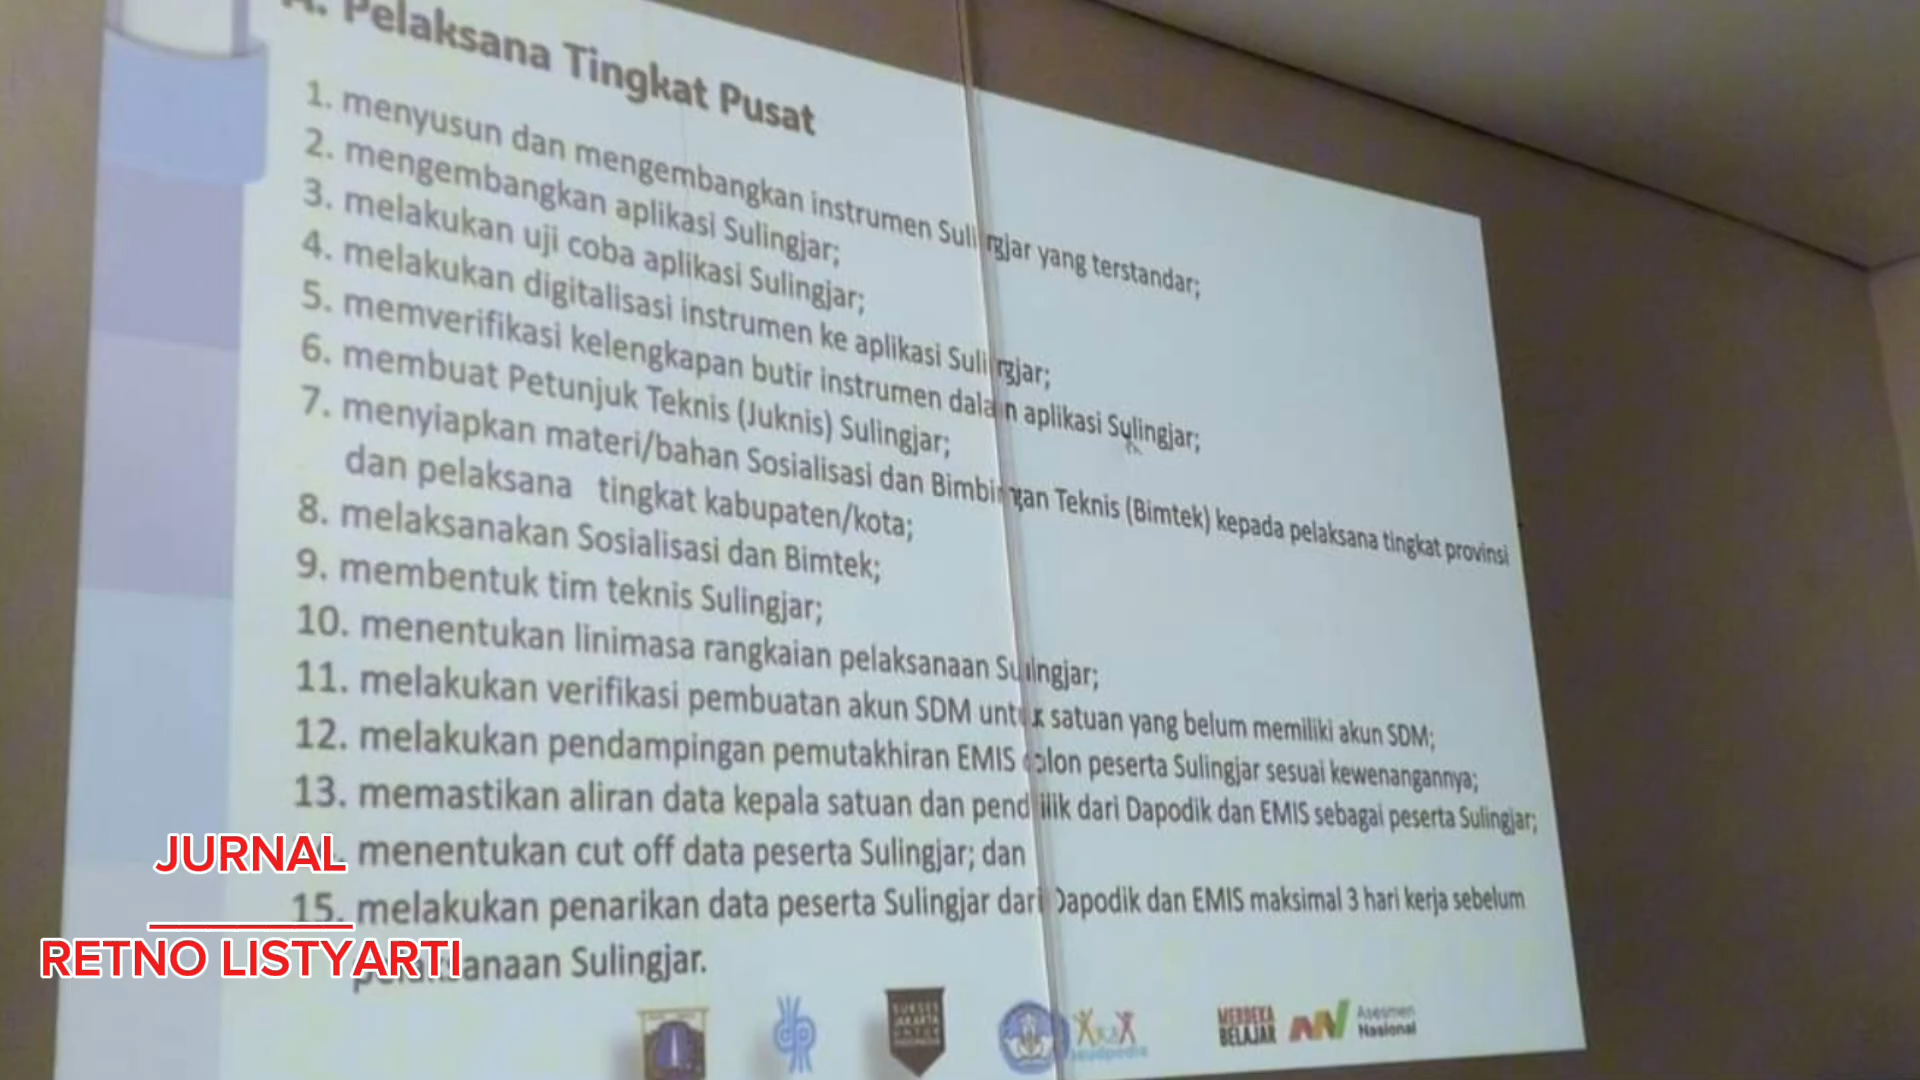 A. Pelaksana Tingkat Pusat
1. menyusun dan mengembangkan instrumen Sulingjar yang terstandar;
2. mengembangkan aplikasi Sulingjar;
3. melakukan uji coba aplikasi Sulingjar;
4. melakukan digitalisasi instrumen ke aplikasi Sulingjar;
5. memverifikasi kelengkapan butir instrumen dalam aplikasi Sulingjar;
6. membuat Petunjuk Teknis (Juknis) Sulingjar;
7. menyiapkan materi/bahan Sosialisasi dan Bimbingan Teknis (Bimtek) kepada pelaksana tingkat provinsi
dan pelaksana tingkat kabupaten/kota;
8. melaksanakan Sosialisasi dan Bimtek;
9. membentuk tim teknis Sulingjar;
10. menentukan linimasa rangkaian pelaksanaan Sulingjar;
11. melakukan verifikasi pembuatan akun SDM untuk satuan yang belum memiliki akun SDM;
12. melakukan pendampingan pemutakhiran EMIS calon peserta Sulingjar sesuai kewenangannya;
13. memastikan aliran data kepala satuan dan pendidik dari Dapodik dan EMIS sebagai peserta Sulingjar;
menentukan cut off data peserta Sulingjar; dan
15. melakukan penarikan data peserta Sulingjar dari Dapodik dan EMIS maksimal 3 hari kerja sebelum
pelaksanaan Sulingjar.
JURNAL
RETNO LISTYARTI
SUKSES
JAKARTA
UNTUK
INDONESIA
MERDEKA
BELAJAR
AN
Asesmen
Nasional